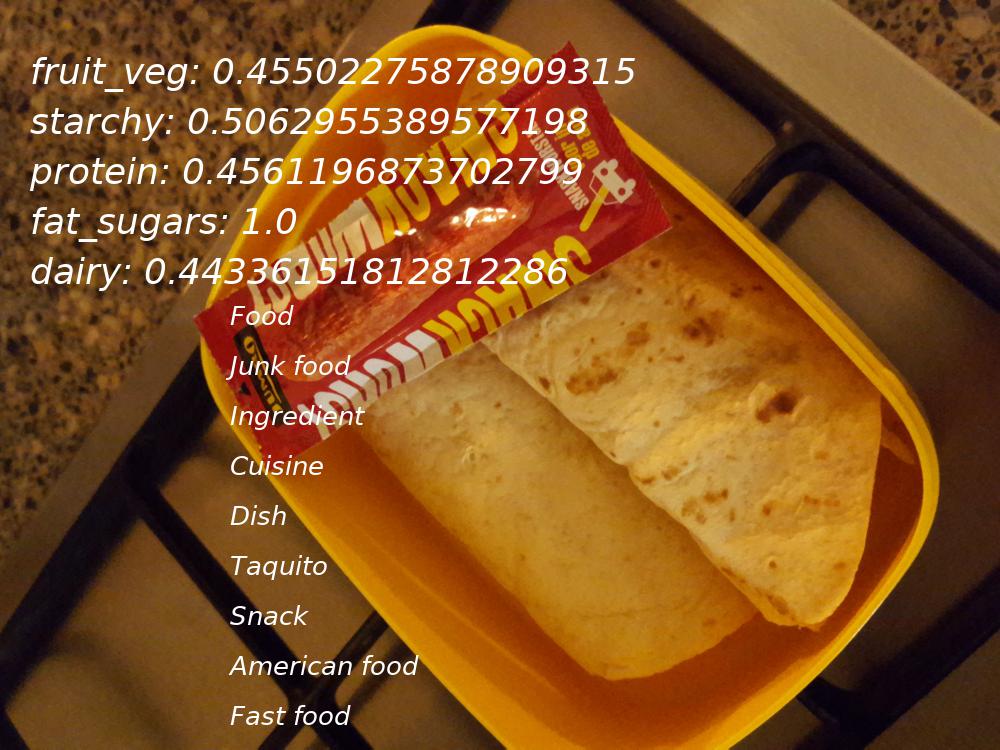 fruit_veg: 0.45502275878909315
starchy: 0.5062955389577198
protein: 0.4561196873702799
fat_sugars: 1.0
dairy: 0.44336151812812286
Food
Junk food
Ingredient
Cuisine
Dish
Taquito
Snack
American food
Fast food